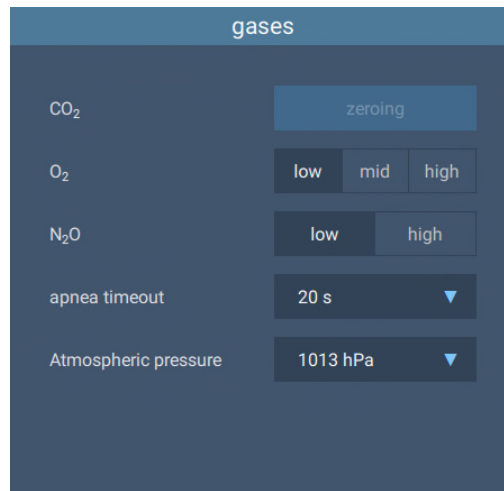 gases
CO₂ zeroing
O₂ low mid high
N₂O low high
apnea timeout 20 s
Atmospheric pressure 1013 hPa